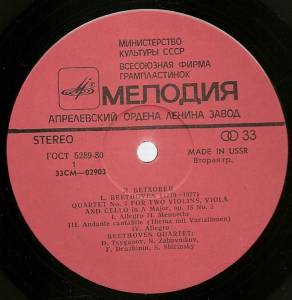 МИНИСТЕРСТВО
КУЛЬТУРЫ СССР
ВСЕСОЮЗНАЯ ФИРМА
ГРАМПЛАСТИНОК
МЕЛОДИЯ
АПРЕЛЕВСКИЙ ОРДЕНА ЛЕНИНА ЗАВОД
STEREO
33
ГОСТ 5289-80
MADE IN USSR
1
Вторая гр.
33СМ—02903
БЕТХОВЕН
L. BEETHOVEN
QUARTET No. 5 FOR TWO VIOLINS, VIOLA
AND CELLO in A Major, op. 18 No. 5
I. Allegro II. Menuetto
III. Andante cantabile (Thema mit Variationen)
IV. Allegro
BEETHOVEN QUARTET:
D. Tsyganov, N. Zabavnikov,
F. Druzhinin, S. Shirinsky